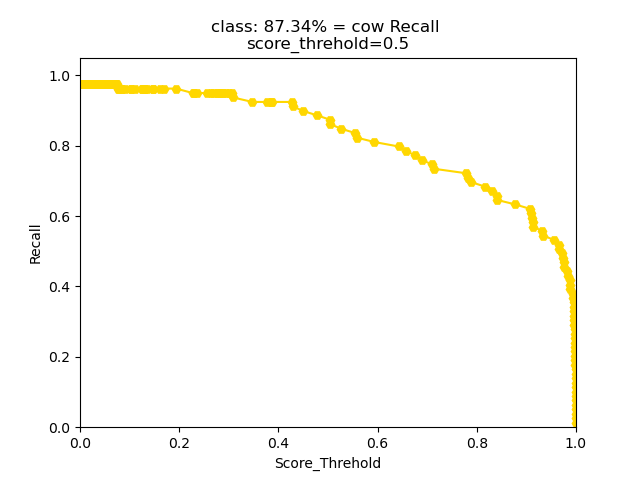 class: 87.34% = cow Recall
score_threhold=0.5
Recall
1.0
0.8
0.6
0.4
0.2
0.0
0.0 0.2 0.4 0.6 0.8 1.0
Score_Threhold